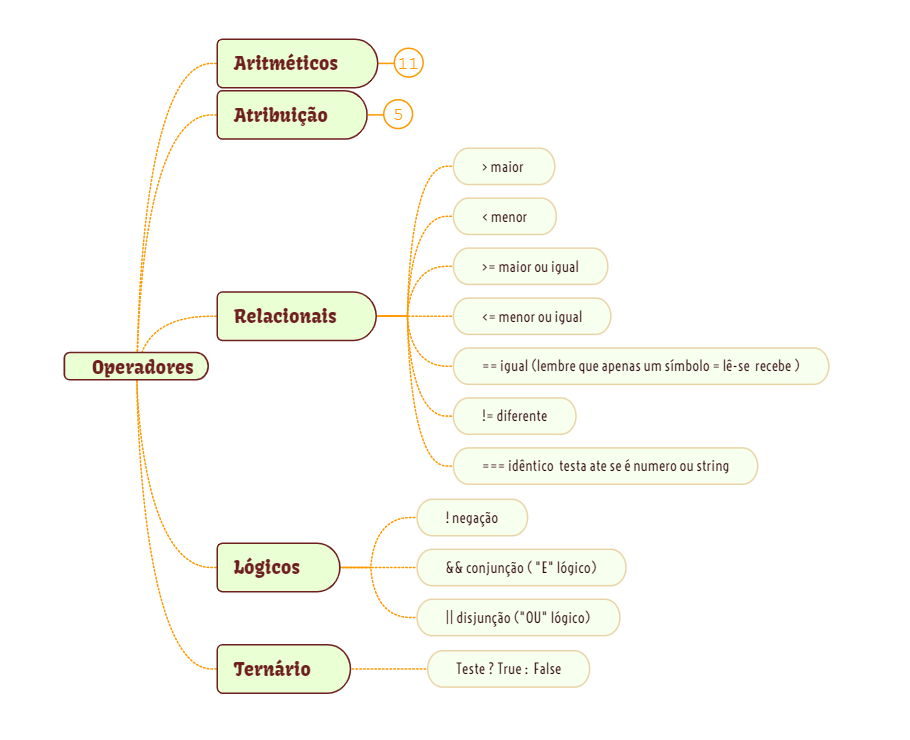 Aritméticos
11
Atribuição
5
> maior
< menor
>= maior ou igual
Relacionais
<= menor ou igual
Operadores
== igual (lembre que apenas um símbolo = lê-se recebe )
!= diferente
=== idêntico testa ate se é numero ou string
! negação
Lógicos
&& conjunção ( "E" lógico)
|| disjunção ("OU" lógico)
Ternário
Teste ? True : False